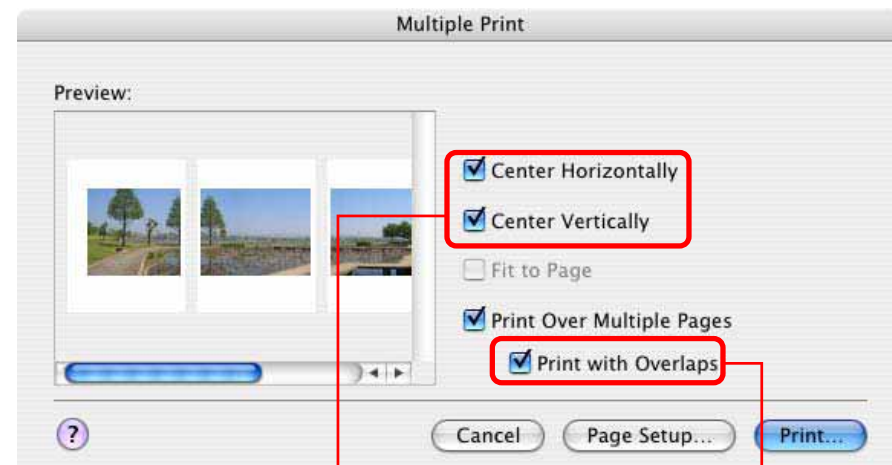 Multiple Print
Preview:
Center Horizontally
Center Vertically
Fit to Page
Print Over Multiple Pages
Print with Overlaps
?
Cancel
Page Setup...
Print...